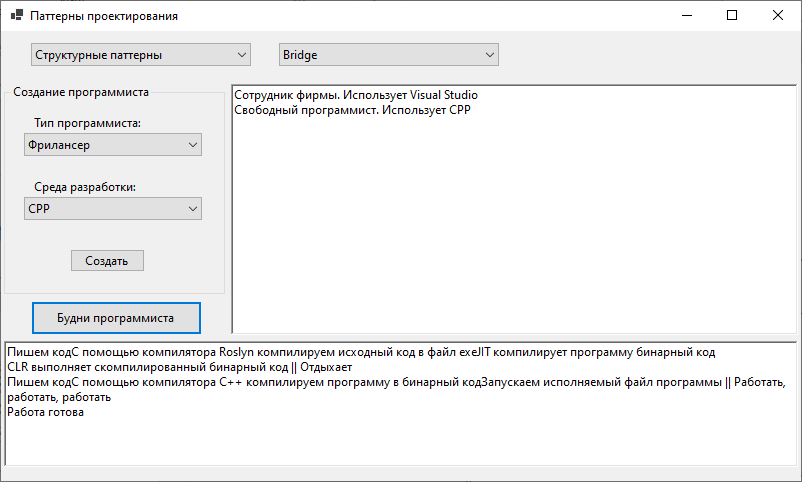 Паттерны проектирования
Структурные паттерны
Bridge
Создание программиста
Тип программиста:
Фрилансер
Среда разработки:
CPP
Создать
Будни программиста
Сотрудник фирмы. Использует Visual Studio
Свободный программист. Использует CPP
Пишем кодС помощью компилятора Roslyn компилируем исходный код в файл exeJIT компилирует программу бинарный код
CLR выполняет скомпилированный бинарный код || Отдыхает
Пишем кодС помощью компилятора C++ компилируем программу в бинарный кодЗапускаем исполняемый файл программы || Работать,
работать, работать
Работа готова